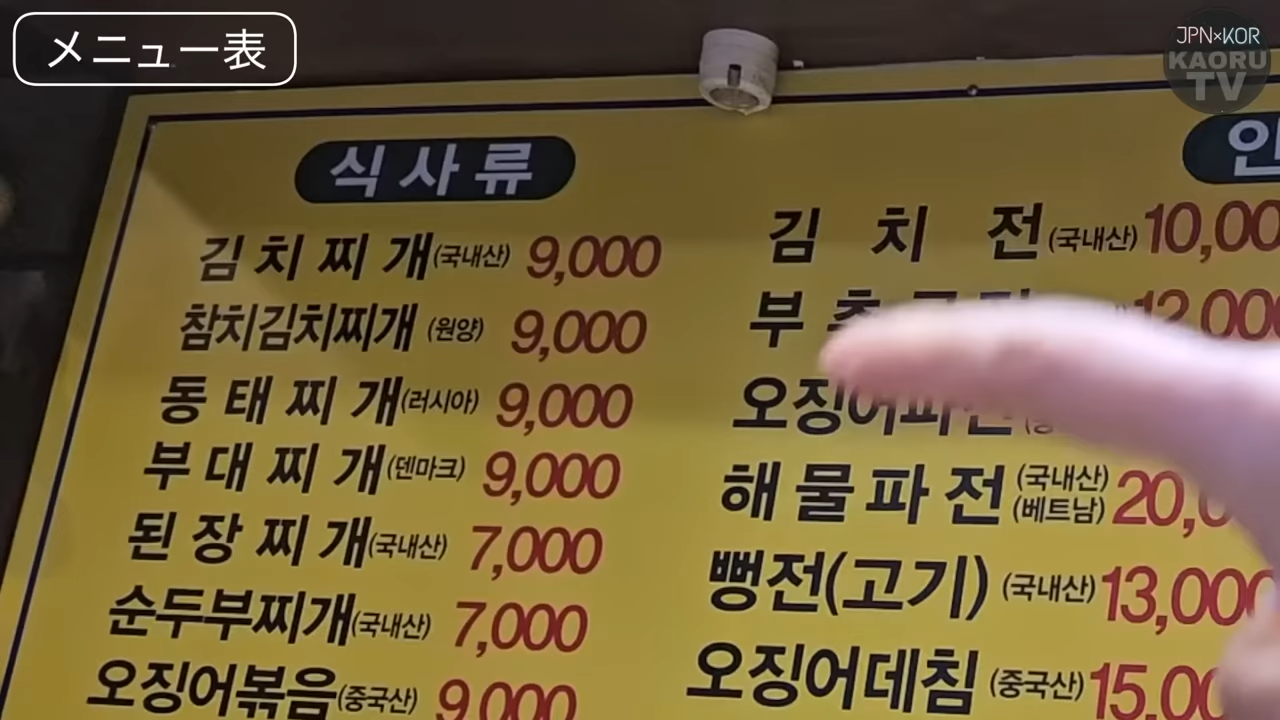 メニュー表
JPN×KOR
KAORU
TV
식사류
김치찌개(국내산) 9,000
참치김치찌개 (원양) 9,000
동태찌개(러시아) 9,000
부대찌개(덴마크) 9,000
된장찌개(국내산) 7,000
순두부찌개(국내산) 7,000
오징어볶음(중국산) 9,000
김치전(국내산)10,00
부
오징어파전
해물파전 (국내산) (베트남) 20,0
뻥전(고기) (국내산)13,000
오징어데침 (중국산)15,00